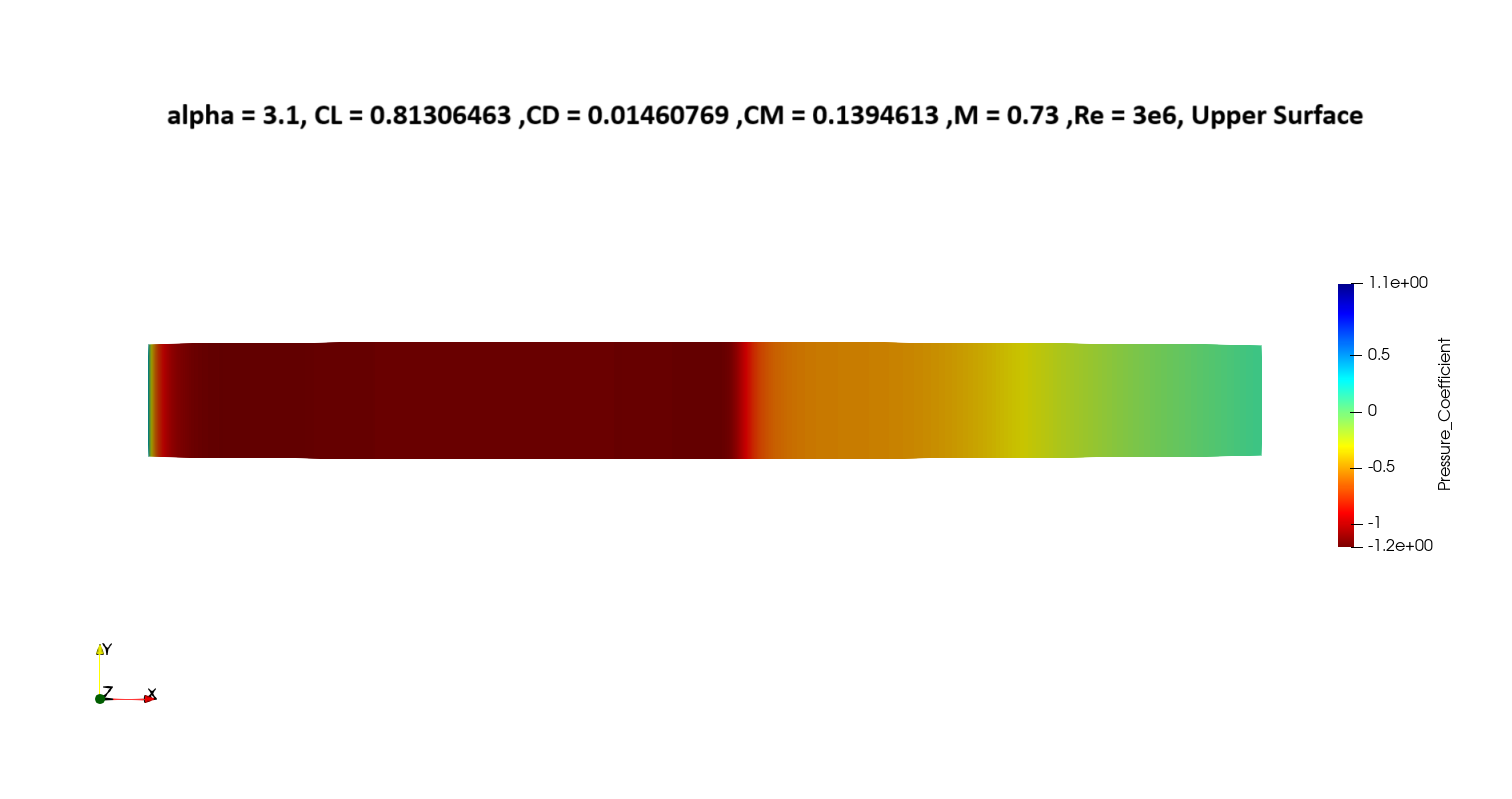 alpha = 3.1, CL = 0.81306463 ,CD = 0.01460769 ,CM = 0.1394613 ,M = 0.73 ,Re = 3e6, Upper Surface
1.1e+00
0.5
0
-0.5
-1
-1.2e+00
Pressure_Coefficient
Y
Z
X